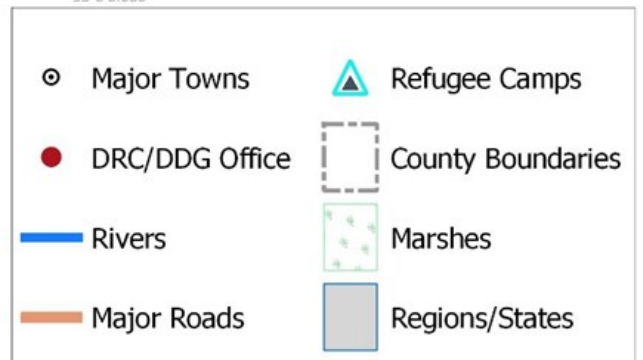 Major Towns
Refugee Camps
DRC/DDG Office
County Boundaries
Rivers
Marshes
Major Roads
Regions/States